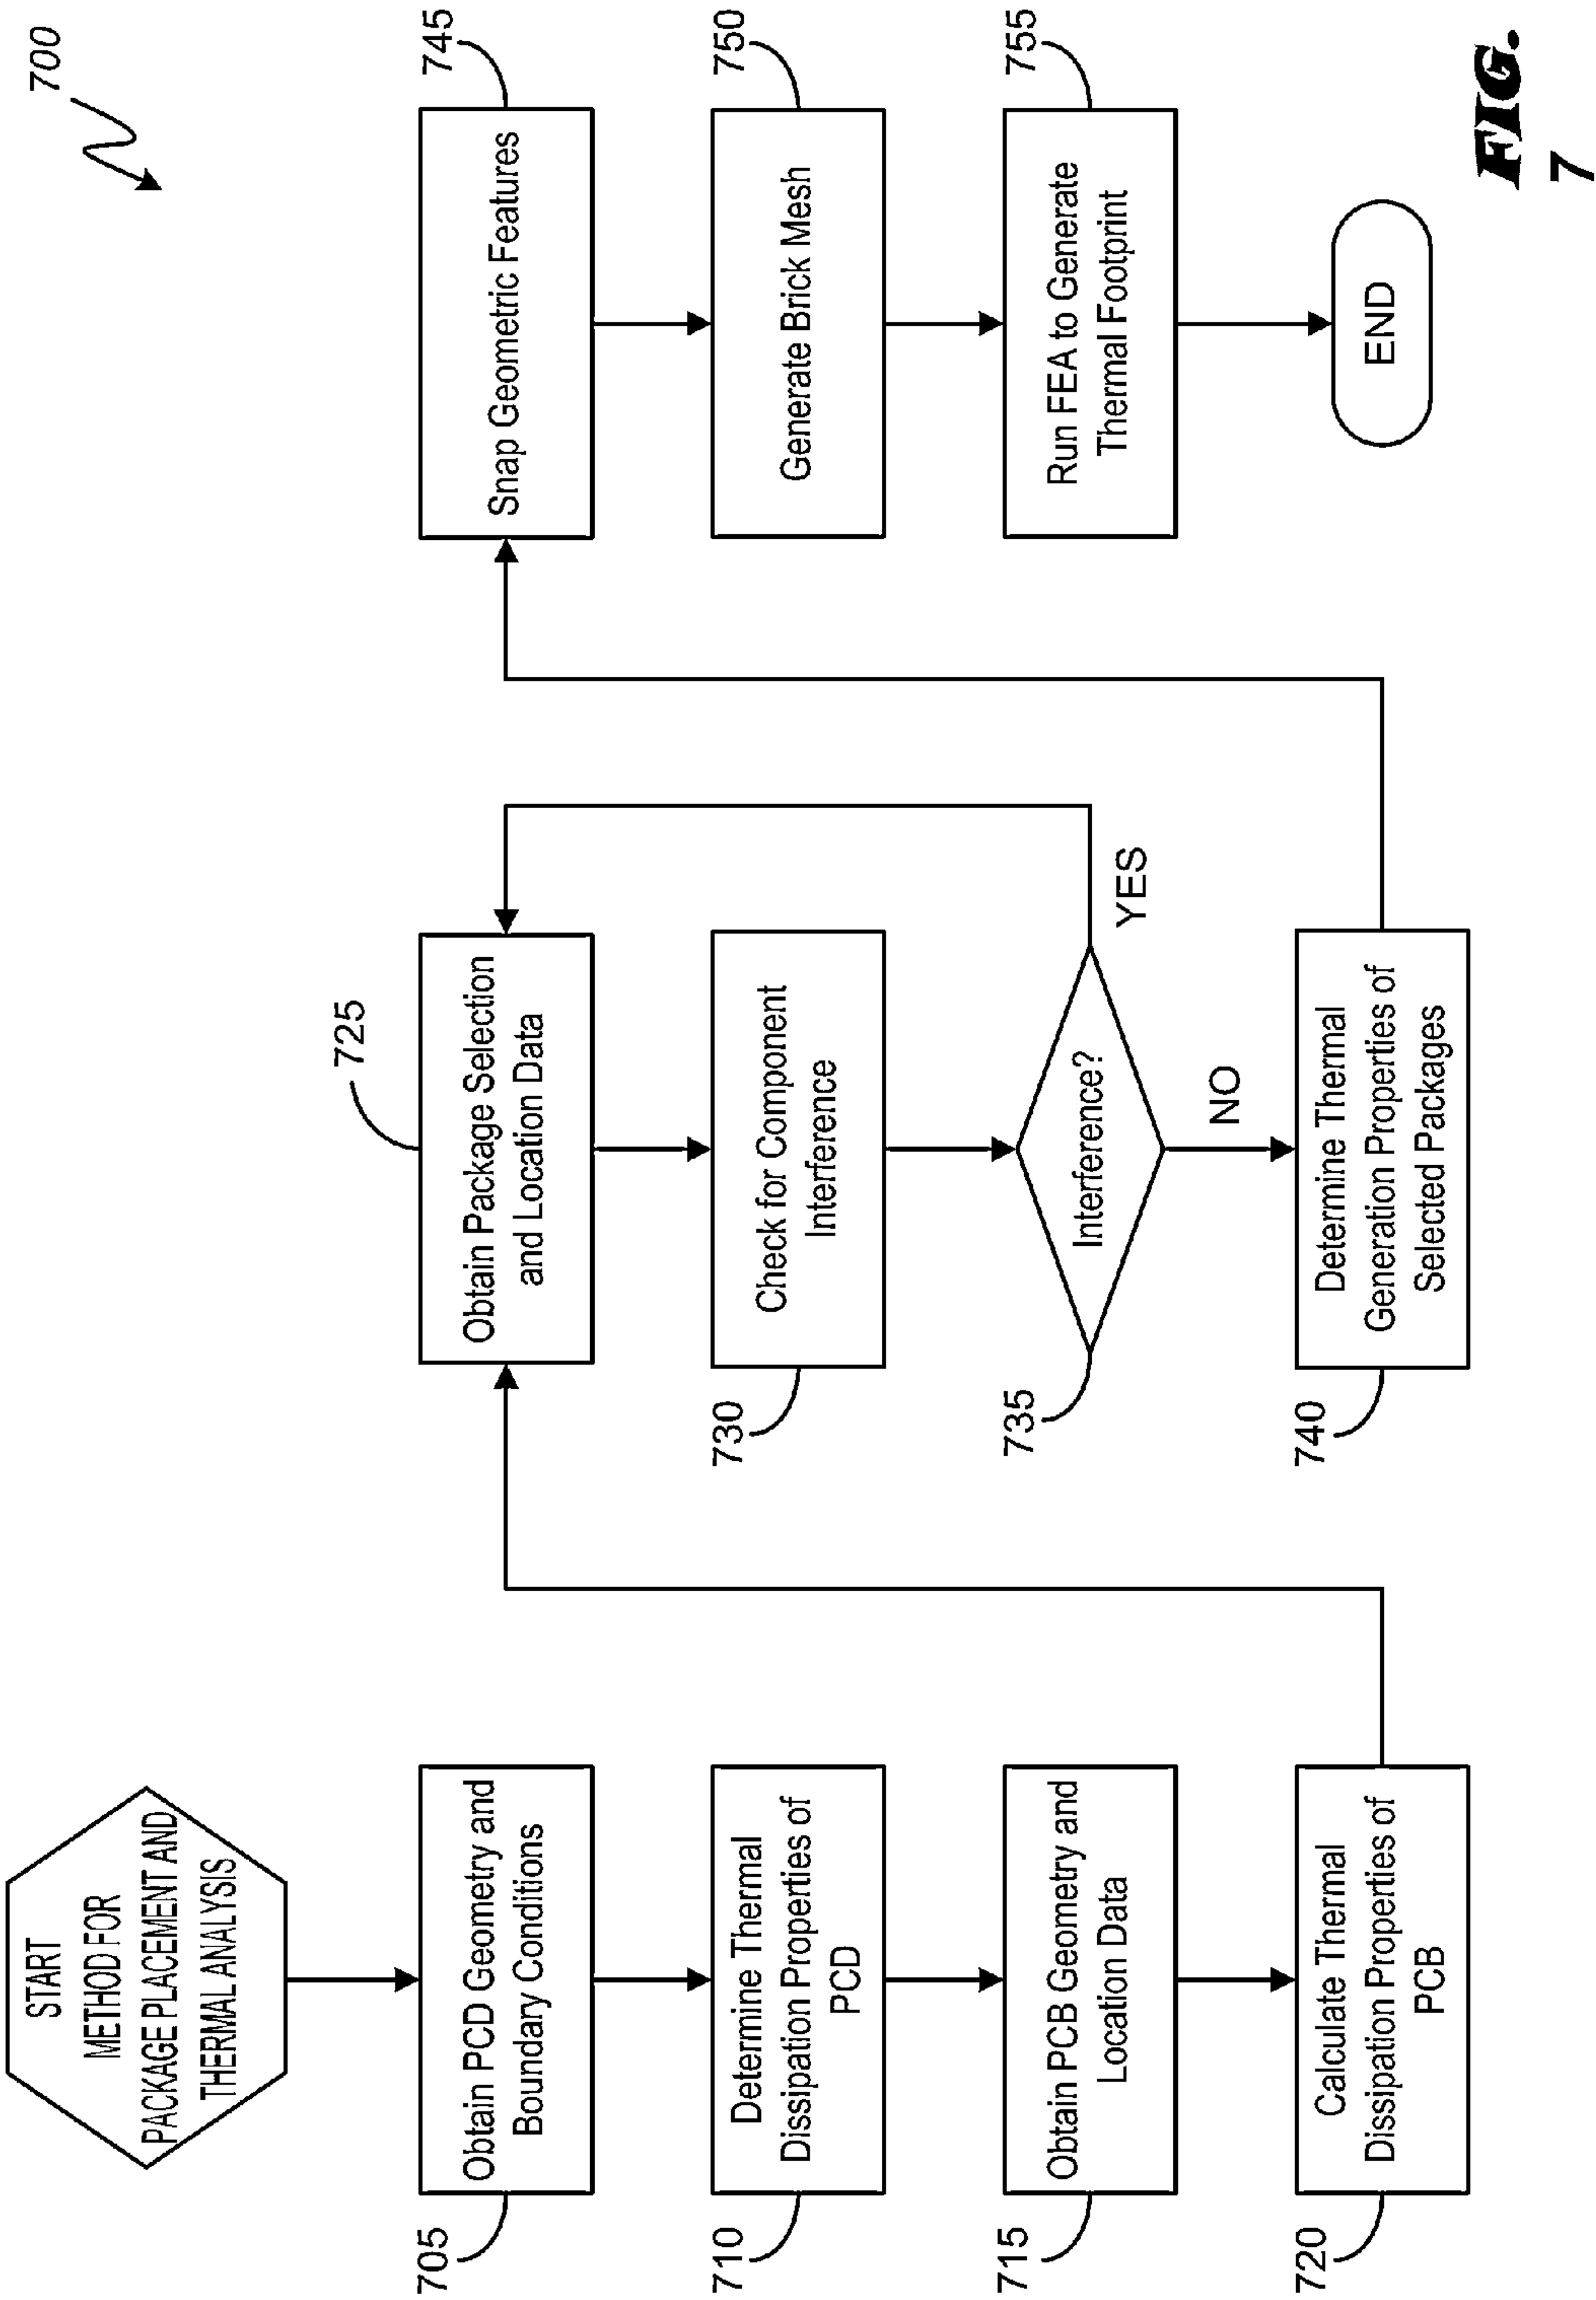 700
START
METHOD FOR
PACKAGE PLACEMENT AND
THERMAL ANALYSIS
705
Obtain PCD Geometry and
Boundary Conditions
710
Determine Thermal
Dissipation Properties of
PCD
715
Obtain PCB Geometry and
Location Data
720
Calculate Thermal
Dissipation Properties of
PCB
725
Obtain Package Selection
and Location Data
730
Check for Component
Interference
735
Interference?
YES
NO
740
Determine Thermal
Generation Properties of
Selected Packages
745
Snap Geometric Features
750
Generate Brick Mesh
755
Run FEA to Generate
Thermal Footprint
END
FIG.
7